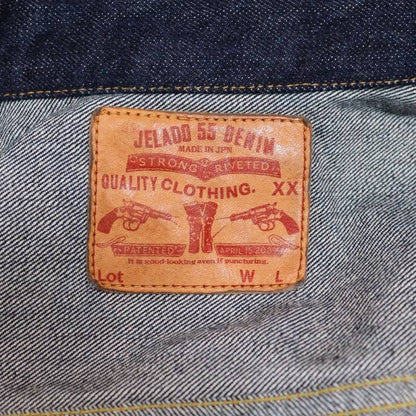 JELADO 55 DENIM
MADE IN JPN
STRONG RIVETED
QUALITY CLOTHING. XX
PATENTED APRIL 15.20
It is good-looking even if puncturing.
Lot W L